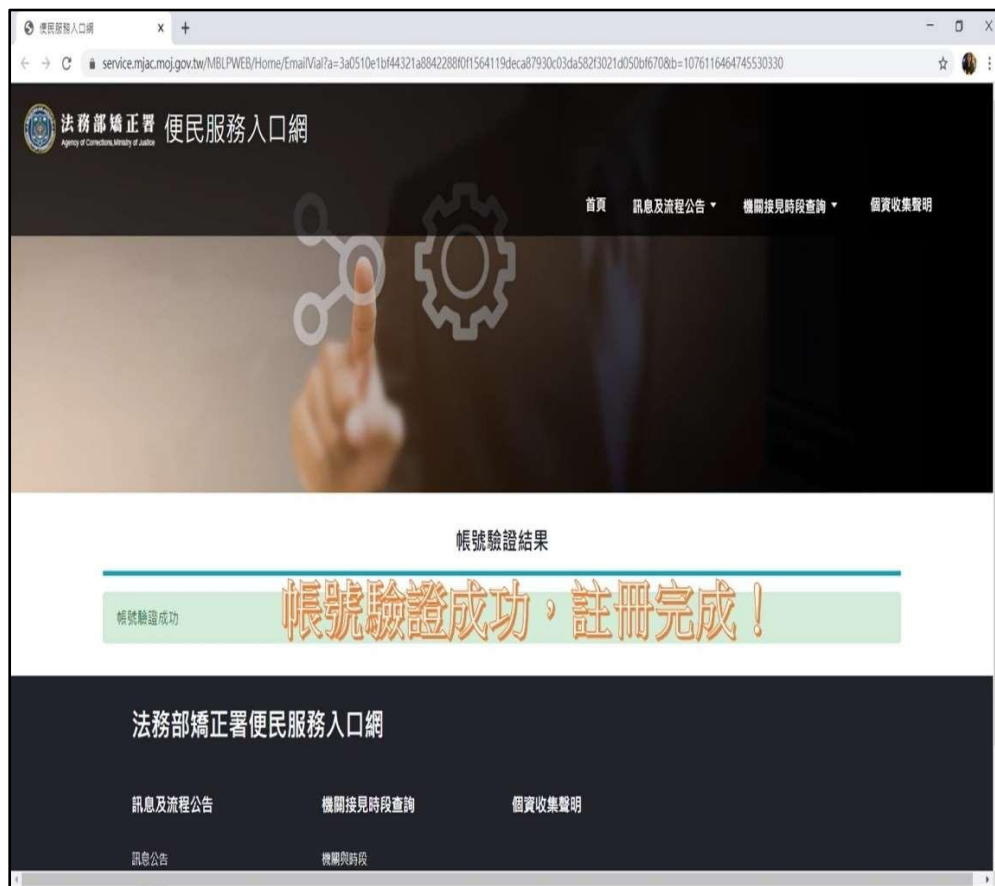 便民服務入口網
service.mjac.moj.gov.tw/MBLPWEB/Home/EmailVial?a=3a0510e1bf44321a8842288f0f1564119deca87930c03da582f3021d050bf670&b=1076116464745530330
法務部矯正署 便民服務入口網
Agency of Corrections, Ministry of Justice
首頁 訊息及流程公告 機關接見時段查詢 個資收集聲明
帳號驗證結果
帳號驗證成功
帳號驗證成功,註冊完成!
法務部矯正署便民服務入口網
訊息及流程公告 機關接見時段查詢 個資收集聲明
訊息公告 機關與時段